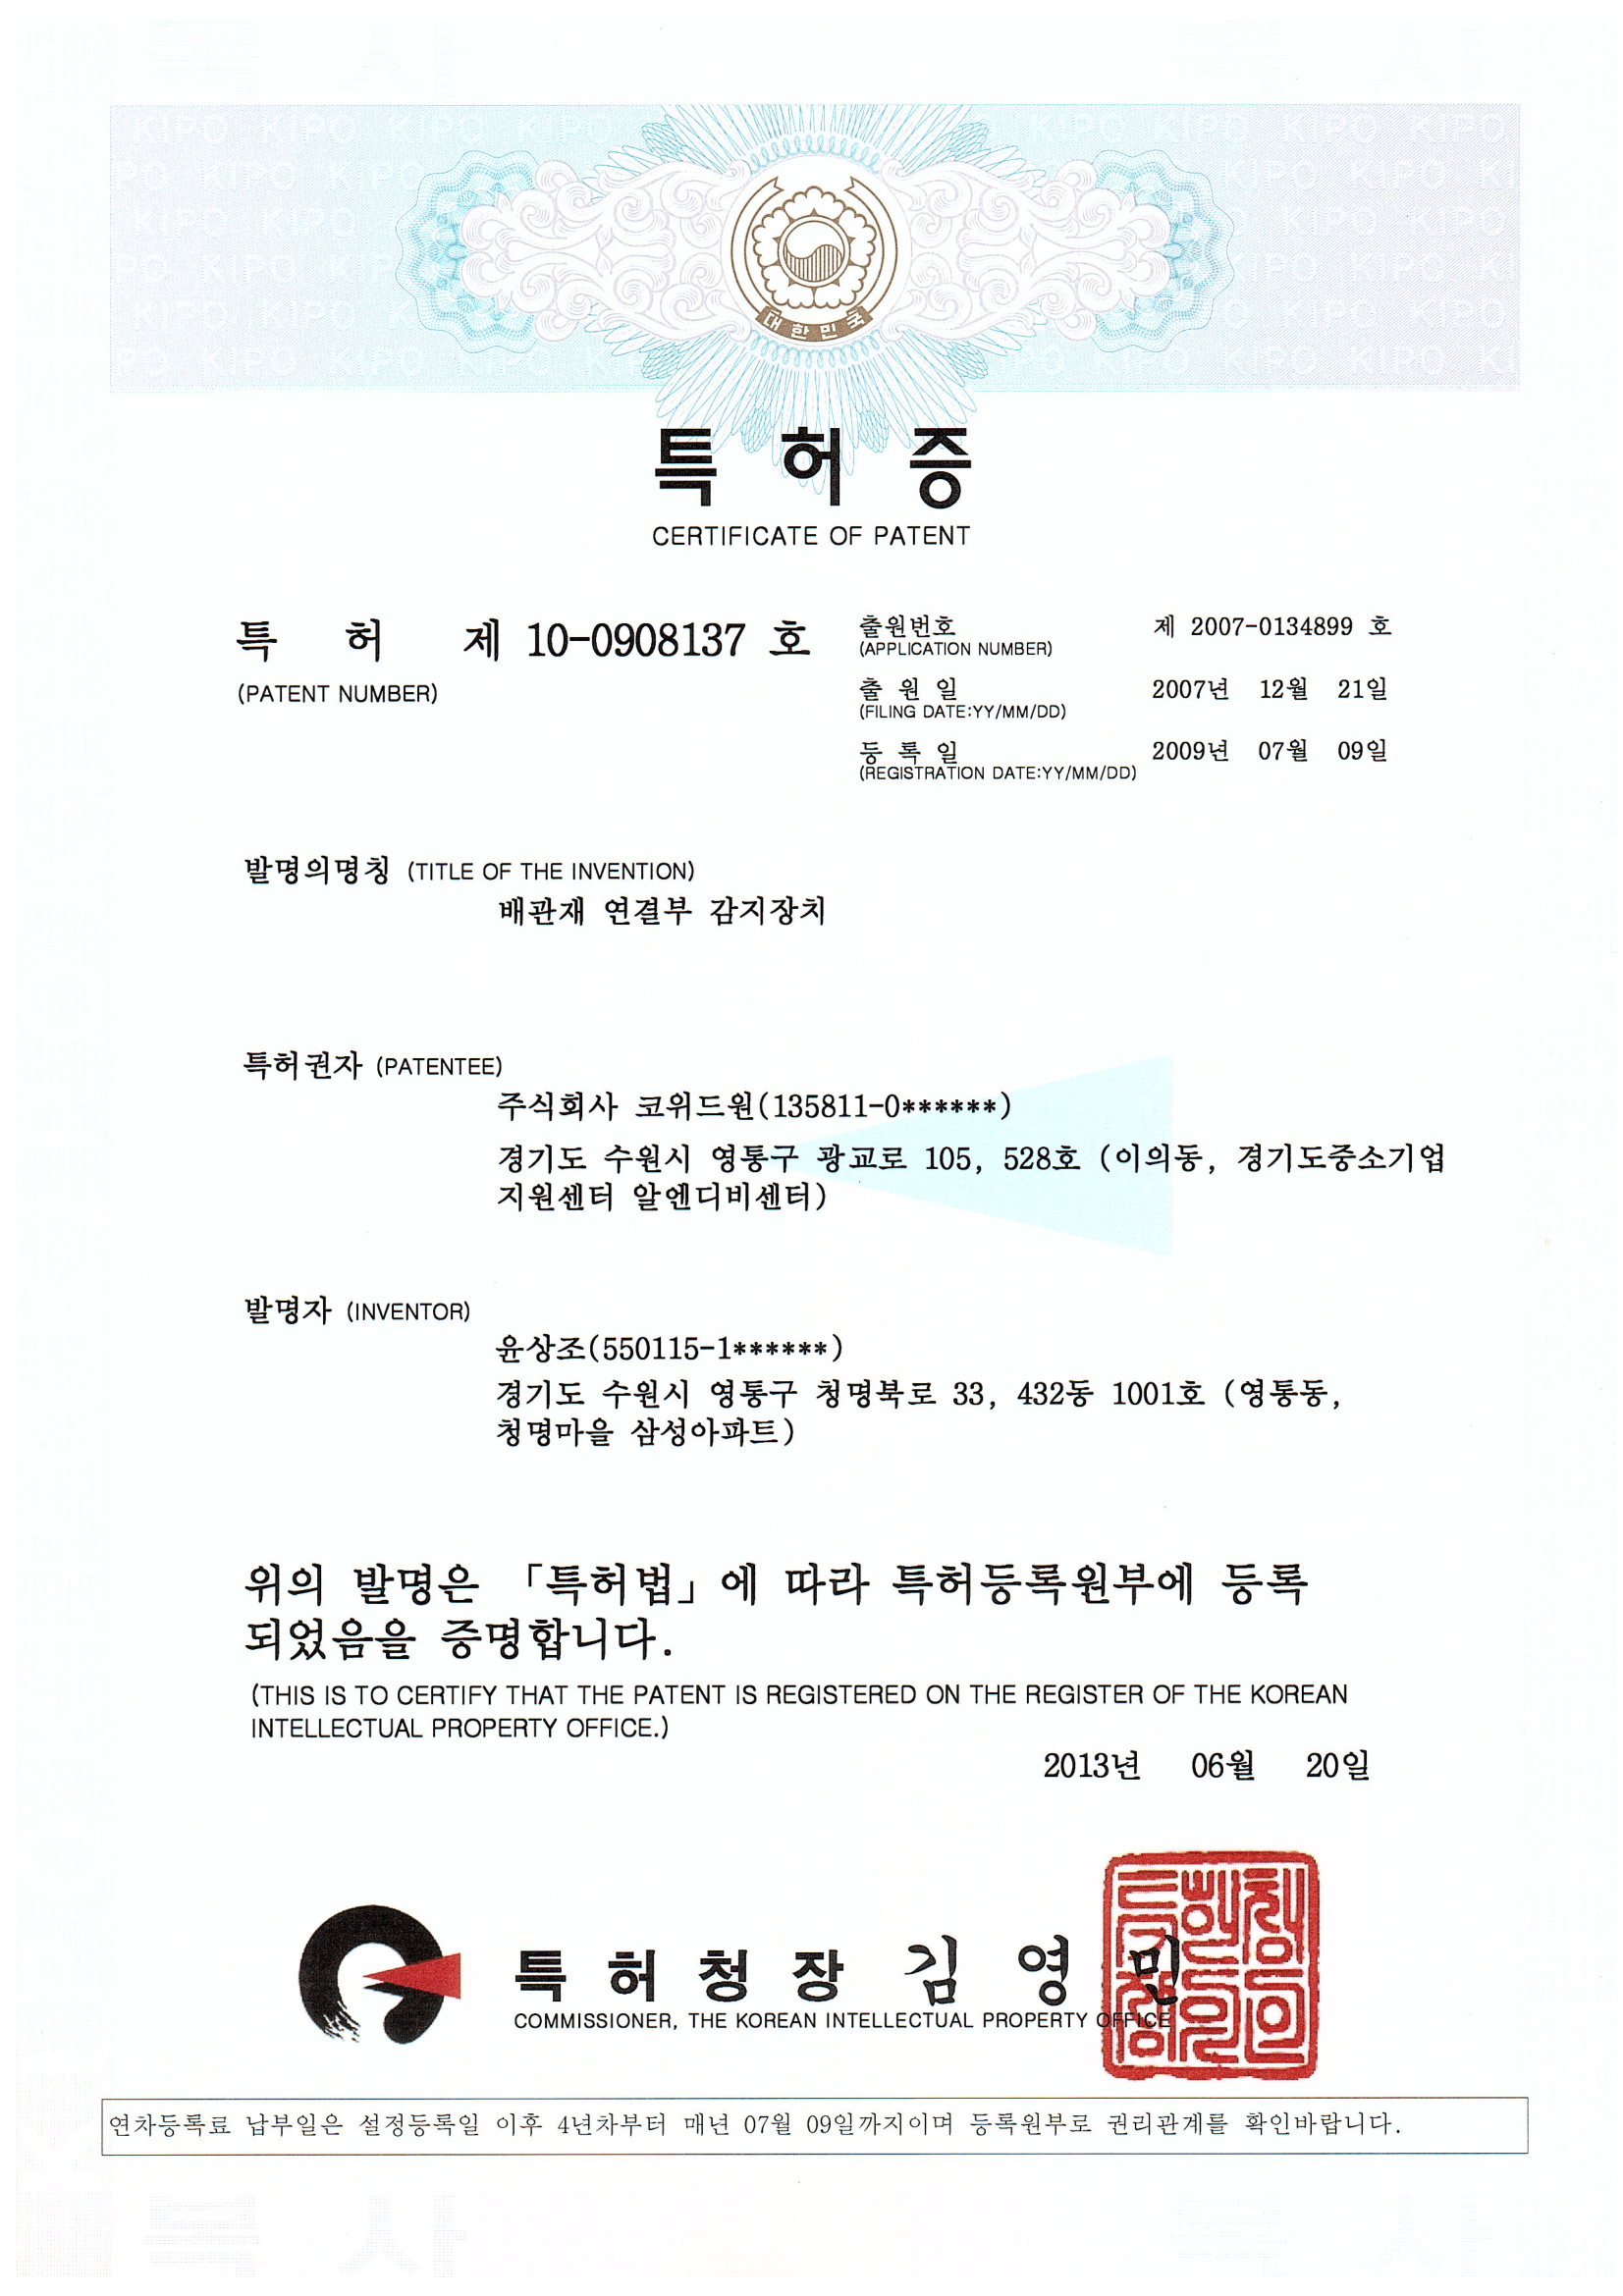 대한민국
특허증
CERTIFICATE OF PATENT
특 허 제 10-0908137 호
(PATENT NUMBER)
출원번호 제 2007-0134899 호
(APPLICATION NUMBER)
출 원 일 2007년 12월 21일
(FILING DATE:YY/MM/DD)
등 록 일 2009년 07월 09일
(REGISTRATION DATE:YY/MM/DD)
발명의명칭 (TITLE OF THE INVENTION)
배관재 연결부 감지장치
특허권자 (PATENTEE)
주식회사 코위드원(135811-0******)
경기도 수원시 영통구 광교로 105, 528호 (이의동, 경기도중소기업
지원센터 알엔디비센터)
발명자 (INVENTOR)
윤상조(550115-1******)
경기도 수원시 영통구 청명북로 33, 432동 1001호 (영통동,
청명마을 삼성아파트)
위의 발명은 「특허법」에 따라 특허등록원부에 등록
되었음을 증명합니다.
(THIS IS TO CERTIFY THAT THE PATENT IS REGISTERED ON THE REGISTER OF THE KOREAN
INTELLECTUAL PROPERTY OFFICE.)
2013년 06월 20일
특허청장 김영민
COMMISSIONER, THE KOREAN INTELLECTUAL PROPERTY OFFICE
연차등록료 납부일은 설정등록일 이후 4년차부터 매년 07월 09일까지이며 등록원부로 권리관계를 확인바랍니다.